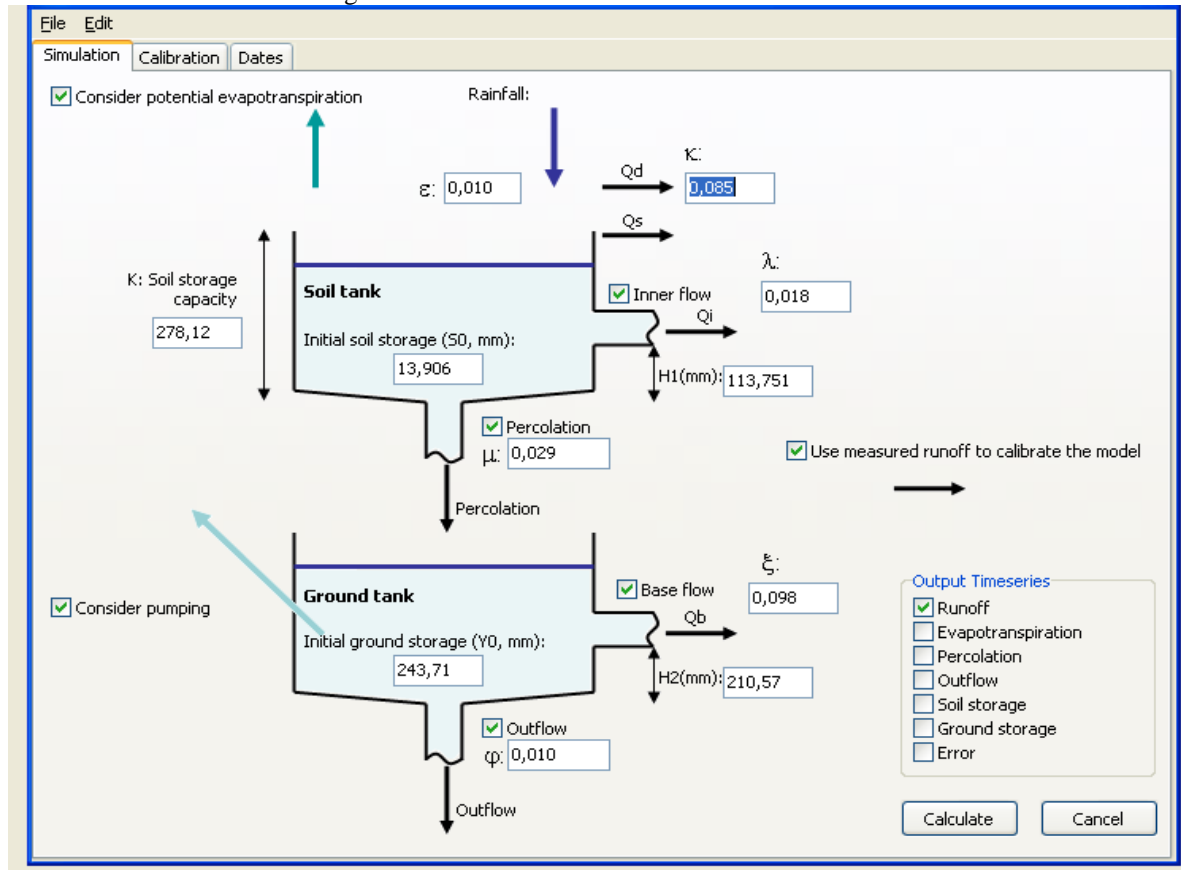 File Edit
Simulation Calibration Dates
Consider potential evapotranspiration
Rainfall:
κ:
Qd
ε: 0,010
0,085
Qs
K: Soil storage
capacity
278,12
λ:
Soil tank
Inner flow
0,018
Qi
Initial soil storage (S0, mm):
13,906
H1(mm): 113,751
Percolation
μ: 0,029
Use measured runoff to calibrate the model
Percolation
ξ:
Consider pumping
Ground tank
Base flow
0,098
Qb
Initial ground storage (Y0, mm):
243,71
H2(mm): 210,57
Outflow
φ: 0,010
Outflow
Output Timeseries
Runoff
Evapotranspiration
Percolation
Outflow
Soil storage
Ground storage
Error
Calculate Cancel